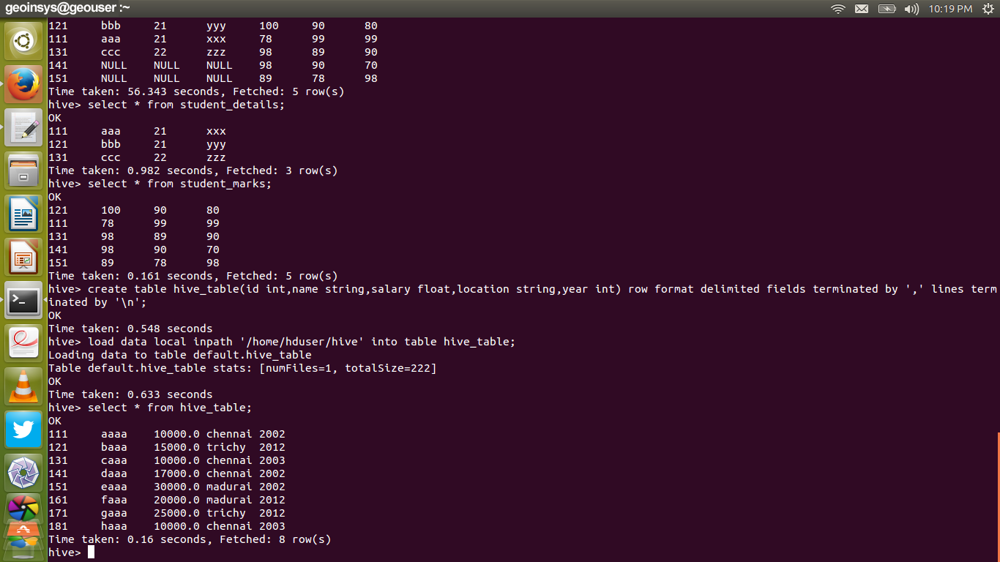 geoinsys@geouser :~
10:19 PM
121 bbb 21 yyy 100 90 80
111 aaa 21 xxx 78 99 99
131 ccc 22 zzz 98 89 90
141 NULL NULL NULL 98 90 70
151 NULL NULL NULL 89 78 98
Time taken: 56.343 seconds, Fetched: 5 row(s)
hive> select * from student_details;
OK
111 aaa 21 xxx
121 bbb 21 yyy
131 ccc 22 zzz
Time taken: 0.982 seconds, Fetched: 3 row(s)
hive> select * from student_marks;
OK
121 100 90 80
111 78 99 99
131 98 89 90
141 98 90 70
151 89 78 98
Time taken: 0.161 seconds, Fetched: 5 row(s)
hive> create table hive_table(id int,name string,salary float,location string,year int) row format delimited fields terminated by ',' lines term
inated by '\n';
OK
Time taken: 0.548 seconds
hive> load data local inpath '/home/hduser/hive' into table hive_table;
Loading data to table default.hive_table
Table default.hive_table stats: [numFiles=1, totalSize=222]
OK
Time taken: 0.633 seconds
hive> select * from hive_table;
OK
111 aaaa 10000.0 chennai 2002
121 baaa 15000.0 trichy 2012
131 caaa 10000.0 chennai 2003
141 daaa 17000.0 chennai 2002
151 eaaa 30000.0 madurai 2002
161 faaa 20000.0 madurai 2012
171 gaaa 25000.0 trichy 2012
181 haaa 10000.0 chennai 2003
Time taken: 0.16 seconds, Fetched: 8 row(s)
hive>